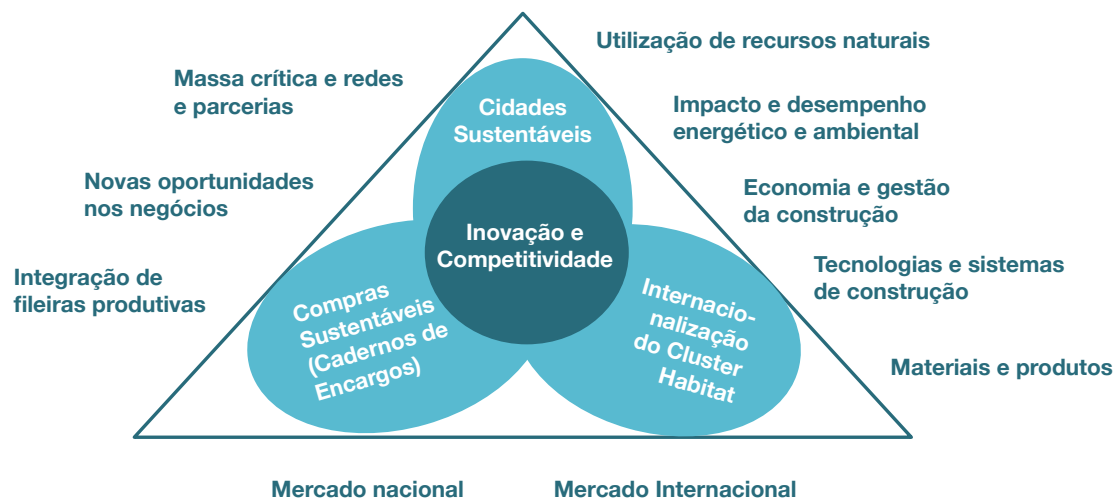 Utilização de recursos naturais
Massa crítica e redes
e parcerias
Cidades
Sustentáveis
Impacto e desempenho
energético e ambiental
Novas oportunidades
nos negócios
Economia e gestão
da construção
Inovação e
Competitividade
Integração de
fileiras produtivas
Tecnologias e sistemas
de construção
Compras
Sustentáveis
(Cadernos de
Encargos)
Internacio-
nalização
do Cluster
Habitat
Materiais e produtos
Mercado nacional
Mercado Internacional